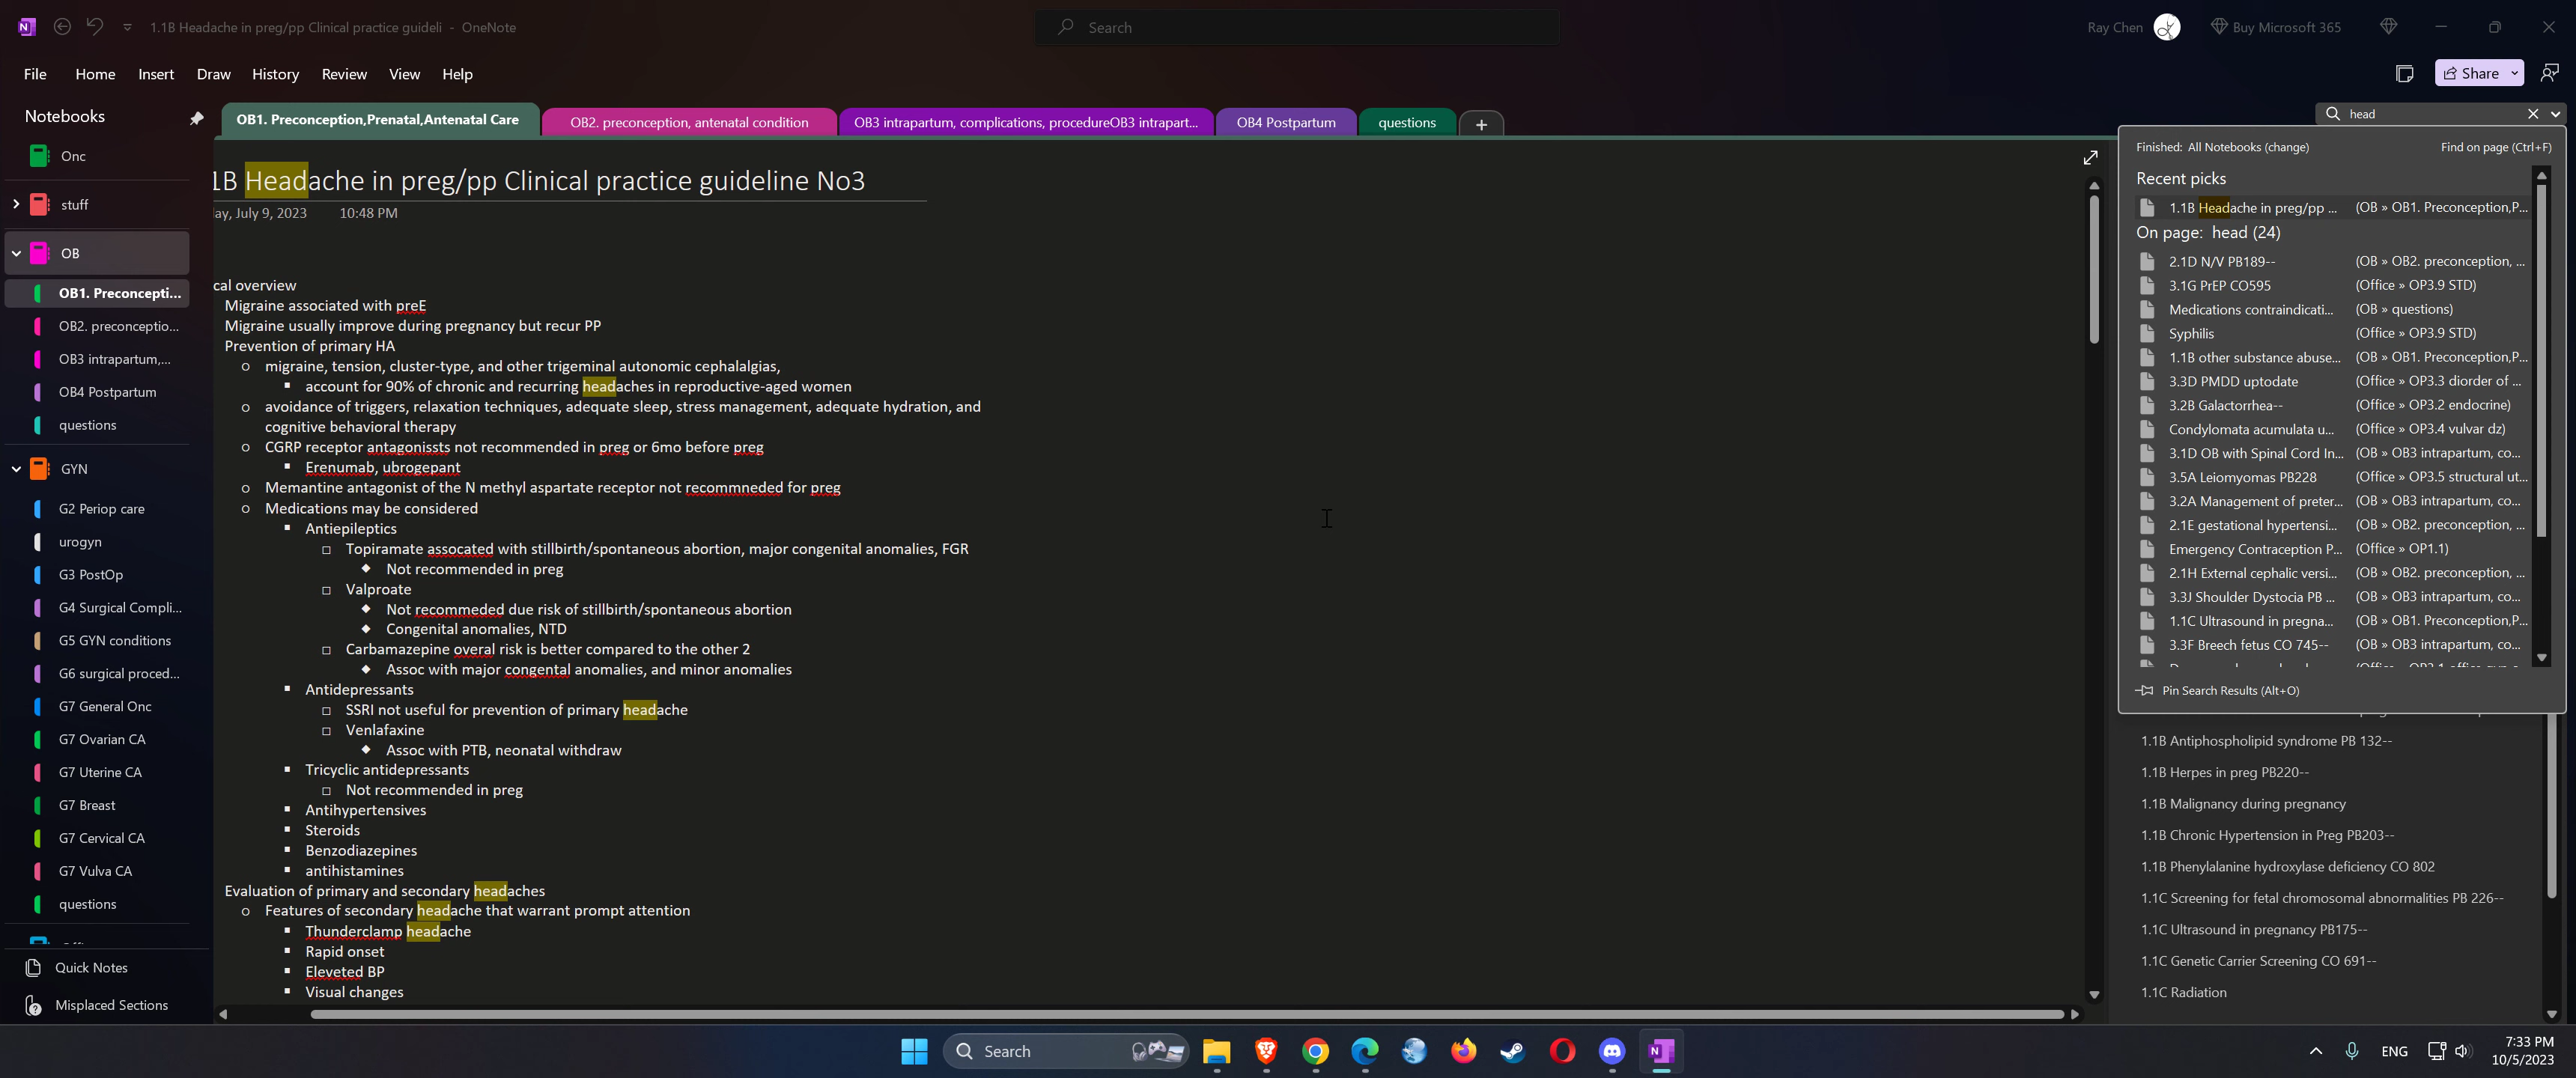 1.1B Headache in preg/pp Clinical practice guideli - OneNote
Search
Ray Chen
Buy Microsoft 365
File Home Insert Draw History Review View Help
Share
Notebooks
OB1. Preconception,Prenatal,Antenatal Care
OB2. preconception, antenatal condition
OB3 intrapartum, complications, procedureOB3 intrapart...
OB4 Postpartum
questions
+
head
Onc
stuff
OB
OB1. Preconcepti...
OB2. preconceptio...
OB3 intrapartum,...
OB4 Postpartum
questions
GYN
G2 Periop care
urogyn
G3 PostOp
G4 Surgical Compli...
G5 GYN conditions
G6 surgical proced...
G7 General Onc
G7 Ovarian CA
G7 Uterine CA
G7 Breast
G7 Cervical CA
G7 Vulva CA
questions
Quick Notes
Misplaced Sections
1B Headache in preg/pp Clinical practice guideline No3
ay, July 9, 2023 10:48 PM
cal overview
Migraine associated with preE
Migraine usually improve during pregnancy but recur PP
Prevention of primary HA
o migraine, tension, cluster-type, and other trigeminal autonomic cephalalgias,
account for 90% of chronic and recurring headaches in reproductive-aged women
o avoidance of triggers, relaxation techniques, adequate sleep, stress management, adequate hydration, and
cognitive behavioral therapy
o CGRP receptor antagonissts not recommended in preg or 6mo before preg
Erenumab, ubrogepant
o Memantine antagonist of the N methyl aspartate receptor not recommneded for preg
o Medications may be considered
Antiepileptics
Topiramate assocated with stillbirth/spontaneous abortion, major congenital anomalies, FGR
Not recommended in preg
Valproate
Not recommeded due risk of stillbirth/spontaneous abortion
Congenital anomalies, NTD
Carbamazepine overal risk is better compared to the other 2
Assoc with major congental anomalies, and minor anomalies
Antidepressants
SSRI not useful for prevention of primary headache
Venlafaxine
Assoc with PTB, neonatal withdraw
Tricyclic antidepressants
Not recommended in preg
Antihypertensives
Steroids
Benzodiazepines
antihistamines
Evaluation of primary and secondary headaches
o Features of secondary headache that warrant prompt attention
Thunderclamp headache
Rapid onset
Eleveted BP
Visual changes
Finished: All Notebooks (change) Find on page (Ctrl+F)
Recent picks
1.1B Headache in preg/pp ... (OB » OB1. Preconception,P...
On page: head (24)
2.1D N/V PB189-- (OB » OB2. preconception, ...
3.1G PrEP CO595 (Office » OP3.9 STD)
Medications contraindicati... (OB » questions)
Syphilis (Office » OP3.9 STD)
1.1B other substance abuse... (OB » OB1. Preconception,P...
3.3D PMDD uptodate (Office » OP3.3 diorder of ...
3.2B Galactorrhea-- (Office » OP3.2 endocrine)
Condylomata acumulata u... (Office » OP3.4 vulvar dz)
3.1D OB with Spinal Cord In... (OB » OB3 intrapartum, co...
3.5A Leiomyomas PB228 (Office » OP3.5 structural ut...
3.2A Management of preter... (OB » OB3 intrapartum, co...
2.1E gestational hypertensi... (OB » OB2. preconception, ...
Emergency Contraception P... (Office » OP1.1)
2.1H External cephalic versi... (OB » OB2. preconception, ...
3.3J Shoulder Dystocia PB ... (OB » OB3 intrapartum, co...
1.1C Ultrasound in pregna... (OB » OB1. Preconception,P...
3.3F Breech fetus CO 745-- (OB » OB3 intrapartum, co...
Pin Search Results (Alt+O)
1.1B Antiphospholipid syndrome PB 132--
1.1B Herpes in preg PB220--
1.1B Malignancy during pregnancy
1.1B Chronic Hypertension in Preg PB203--
1.1B Phenylalanine hydroxylase deficiency CO 802
1.1C Screening for fetal chromosomal abnormalities PB 226--
1.1C Ultrasound in pregnancy PB175--
1.1C Genetic Carrier Screening CO 691--
1.1C Radiation
Search
ENG
7:33 PM
10/5/2023